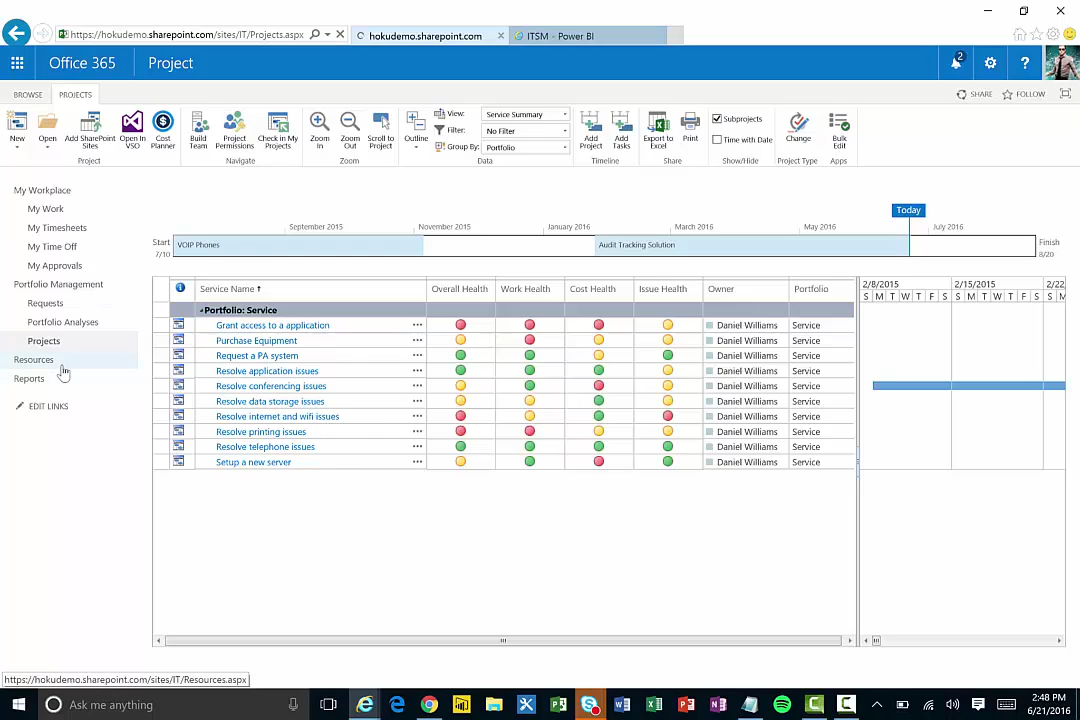 https://hokudemo.sharepoint.com/sites/IT/Projects.aspx
hokudemo.sharepoint.com
ITSM - Power BI
Office 365
Project
2
BROWSE
PROJECTS
SHARE
FOLLOW
New
Open
Add SharePoint Sites
Open In VSO
Cost Planner
Project
Build Team
Project Permissions
Check in My Projects
Navigate
Zoom In
Zoom Out
Scroll to Project
Zoom
Outline
View: Service Summary
Filter: No Filter
Group By: Portfolio
Data
Add Project
Add Tasks
Timeline
Export to Excel
Print
Share
Subprojects
Time with Date
Show/Hide
Change
Project Type
Bulk Edit
Apps
My Workplace
My Work
My Timesheets
My Time Off
My Approvals
Portfolio Management
Requests
Portfolio Analyses
Projects
Resources
Reports
EDIT LINKS
Today
September 2015 November 2015 January 2016 March 2016 May 2016 July 2016
Start
7/10
VOIP Phones
Audit Tracking Solution
Finish
8/20
Service Name Overall Health Work Health Cost Health Issue Health Owner Portfolio
2/8/2015 2/15/2015 2/22
S M T W T F S S M T W T F S S M
Portfolio: Service
Grant access to a application Daniel Williams Service
Purchase Equipment Daniel Williams Service
Request a PA system Daniel Williams Service
Resolve application issues Daniel Williams Service
Resolve conferencing issues Daniel Williams Service
Resolve data storage issues Daniel Williams Service
Resolve internet and wifi issues Daniel Williams Service
Resolve printing issues Daniel Williams Service
Resolve telephone issues Daniel Williams Service
Setup a new server Daniel Williams Service
https://hokudemo.sharepoint.com/sites/IT/Resources.aspx
Ask me anything
2:48 PM
6/21/2016